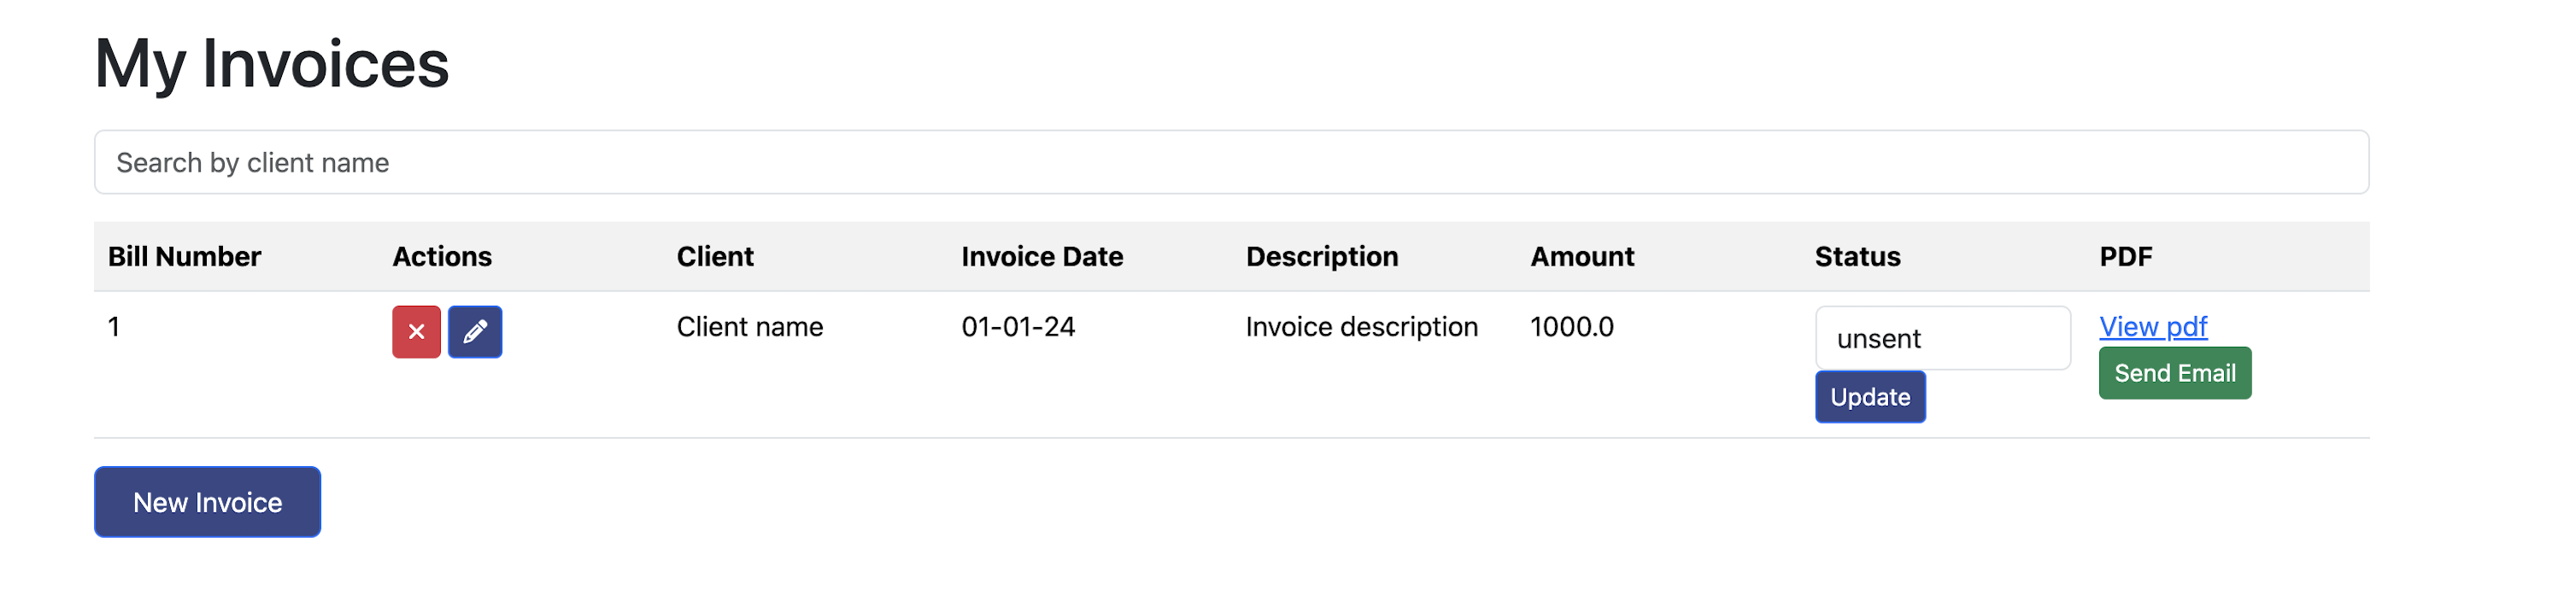 My Invoices
Search by client name
Bill Number Actions Client Invoice Date Description Amount Status PDF
1 Client name 01-01-24 Invoice description 1000.0 unsent View pdf
Update Send Email
New Invoice